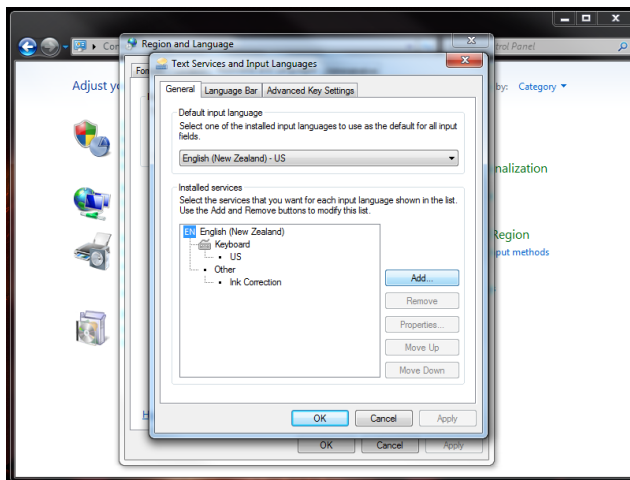 Region and Language
Con
trol Panel
Text Services and Input Languages
Adjust yo
For
by: Category
General
Language Bar
Advanced Key Settings
Default input language
Select one of the installed input languages to use as the default for all input
fields.
English (New Zealand) - US
nalization
Installed services
Select the services that you want for each input language shown in the list.
Use the Add and Remove buttons to modify this list.
EN English (New Zealand)
Keyboard
US
Other
Ink Correction
Region
put methods
Add...
Remove
Properties...
Move Up
Move Down
H
OK
Cancel
Apply
OK
Cancel
Apply